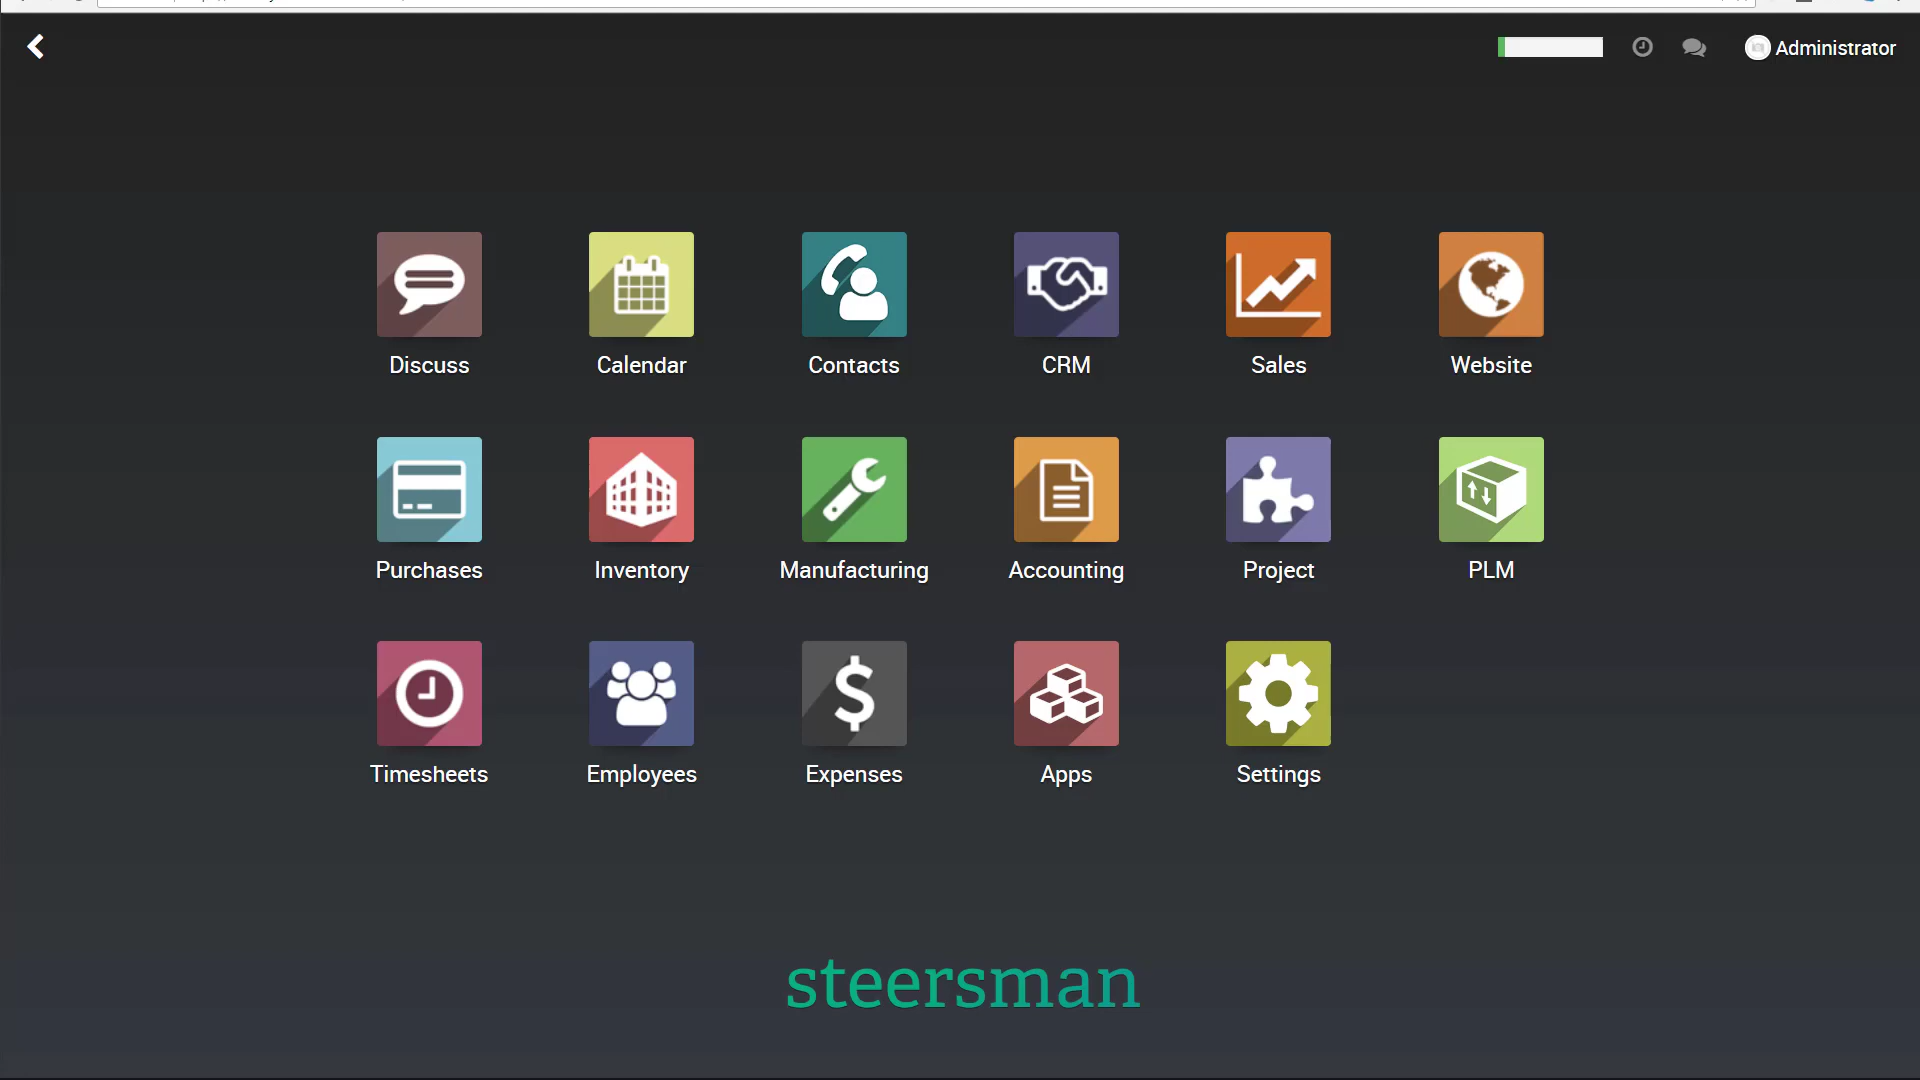 Administrator
Discuss
Calendar
Contacts
CRM
Sales
Website
Purchases
Inventory
Manufacturing
Accounting
Project
PLM
Timesheets
Employees
Expenses
Apps
Settings
steersman